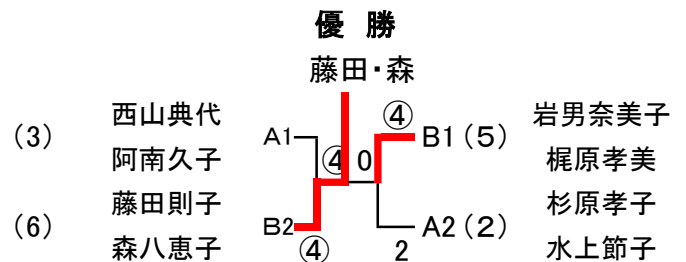 優 勝
藤田・森
西山典代
④
岩男奈美子
(3)
A1
B1(5)
阿南久子
④ 0
梶原孝美
藤田則子
杉原孝子
(6)
B2
A2(2)
森八恵子
④
2
水上節子